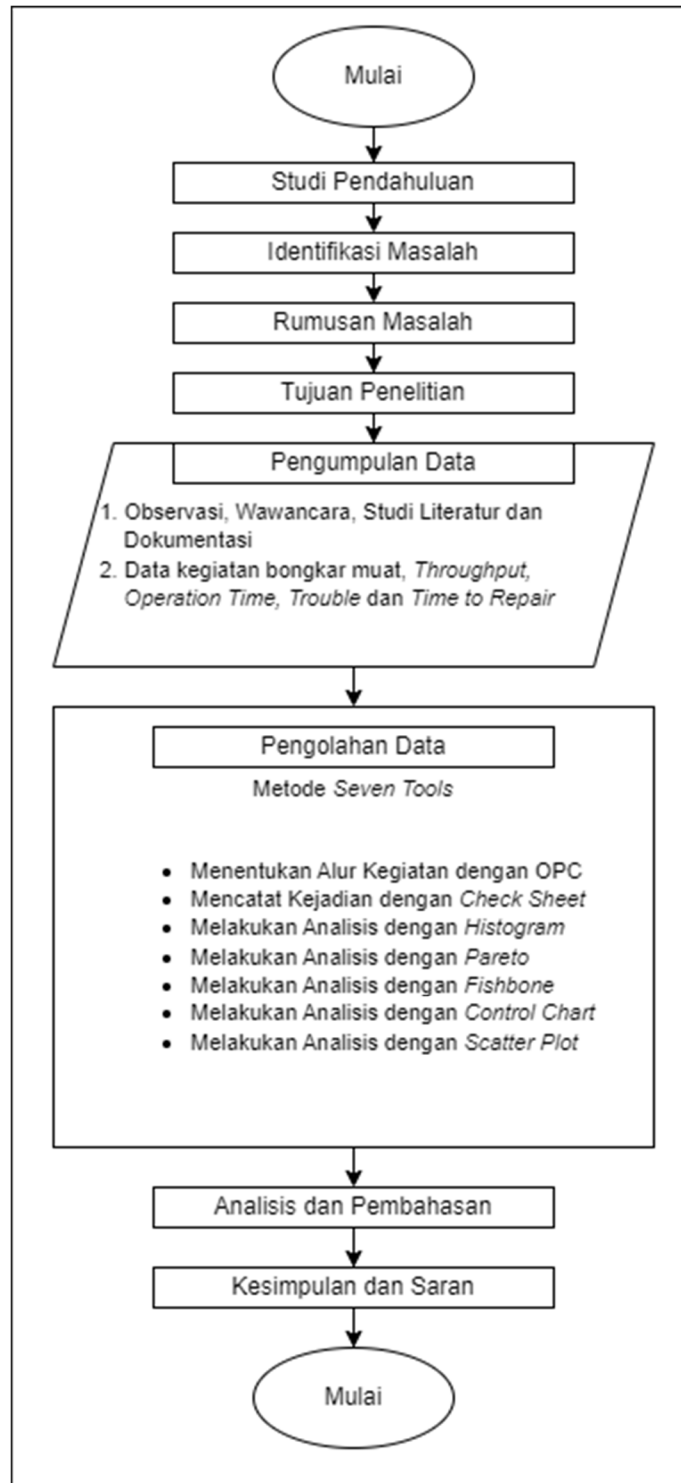 Mulai
Studi Pendahuluan
Identifikasi Masalah
Rumusan Masalah
Tujuan Penelitian
Pengumpulan Data
1. Observasi, Wawancara, Studi Literatur dan
Dokumentasi
2. Data kegiatan bongkar muat, Throughput,
Operation Time, Trouble dan Time to Repair
Pengolahan Data
Metode Seven Tools
• Menentukan Alur Kegiatan dengan OPC
• Mencatat Kejadian dengan Check Sheet
• Melakukan Analisis dengan Histogram
• Melakukan Analisis dengan Pareto
• Melakukan Analisis dengan Fishbone
• Melakukan Analisis dengan Control Chart
• Melakukan Analisis dengan Scatter Plot
Analisis dan Pembahasan
Kesimpulan dan Saran
Mulai